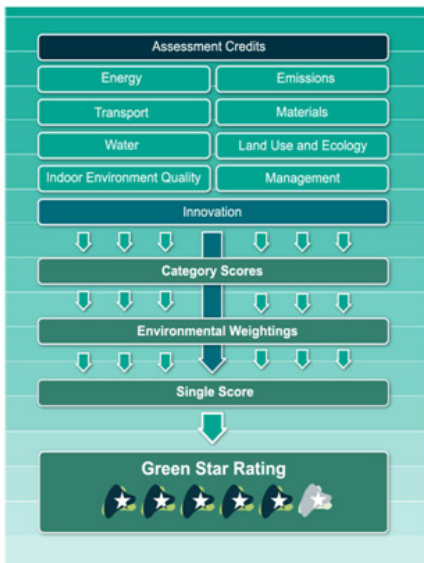 Assessment Credits
Energy
Emissions
Transport
Materials
Water
Land Use and Ecology
Indoor Environment Quality
Management
Innovation
Category Scores
Environmental Weightings
Single Score
Green Star Rating